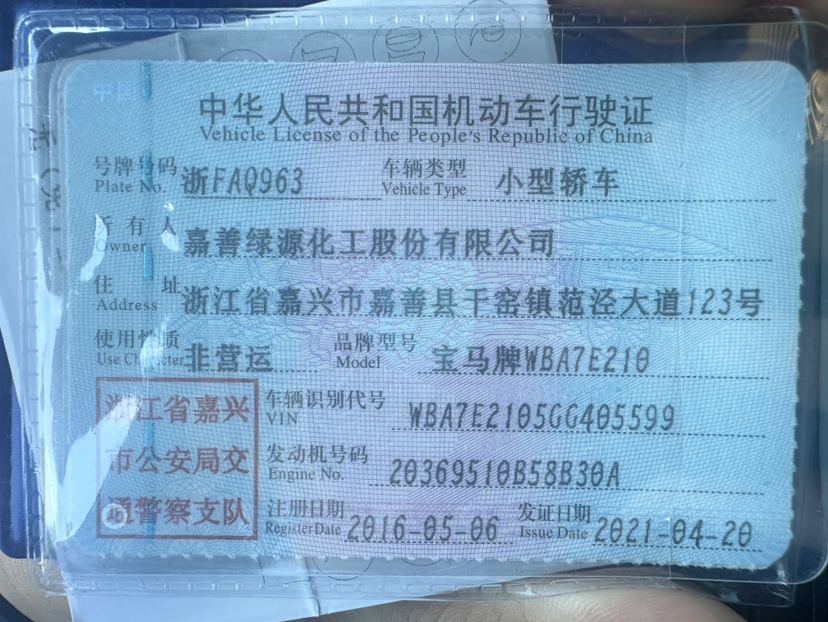 中国
中华人民共和国机动车行驶证
Vehicle License of the People's Republic of China
号牌号码 浙FAQ963 车辆类型 小型轿车
Plate No. Vehicle Type
所有人 嘉善绿源化工股份有限公司
Owner
住址 浙江省嘉兴市嘉善县干窑镇范泾大道123号
Address
使用性质 非营运 品牌型号 宝马牌WBA7E210
Use Character Model
浙江省嘉兴 车辆识别代号 WBA7E2105GG405599
VIN
市公安局交 发动机号码 20369510B58B30A
Engine No.
通警察支队 注册日期 2016-05-06 发证日期 2021-04-20
Register Date Issue Date